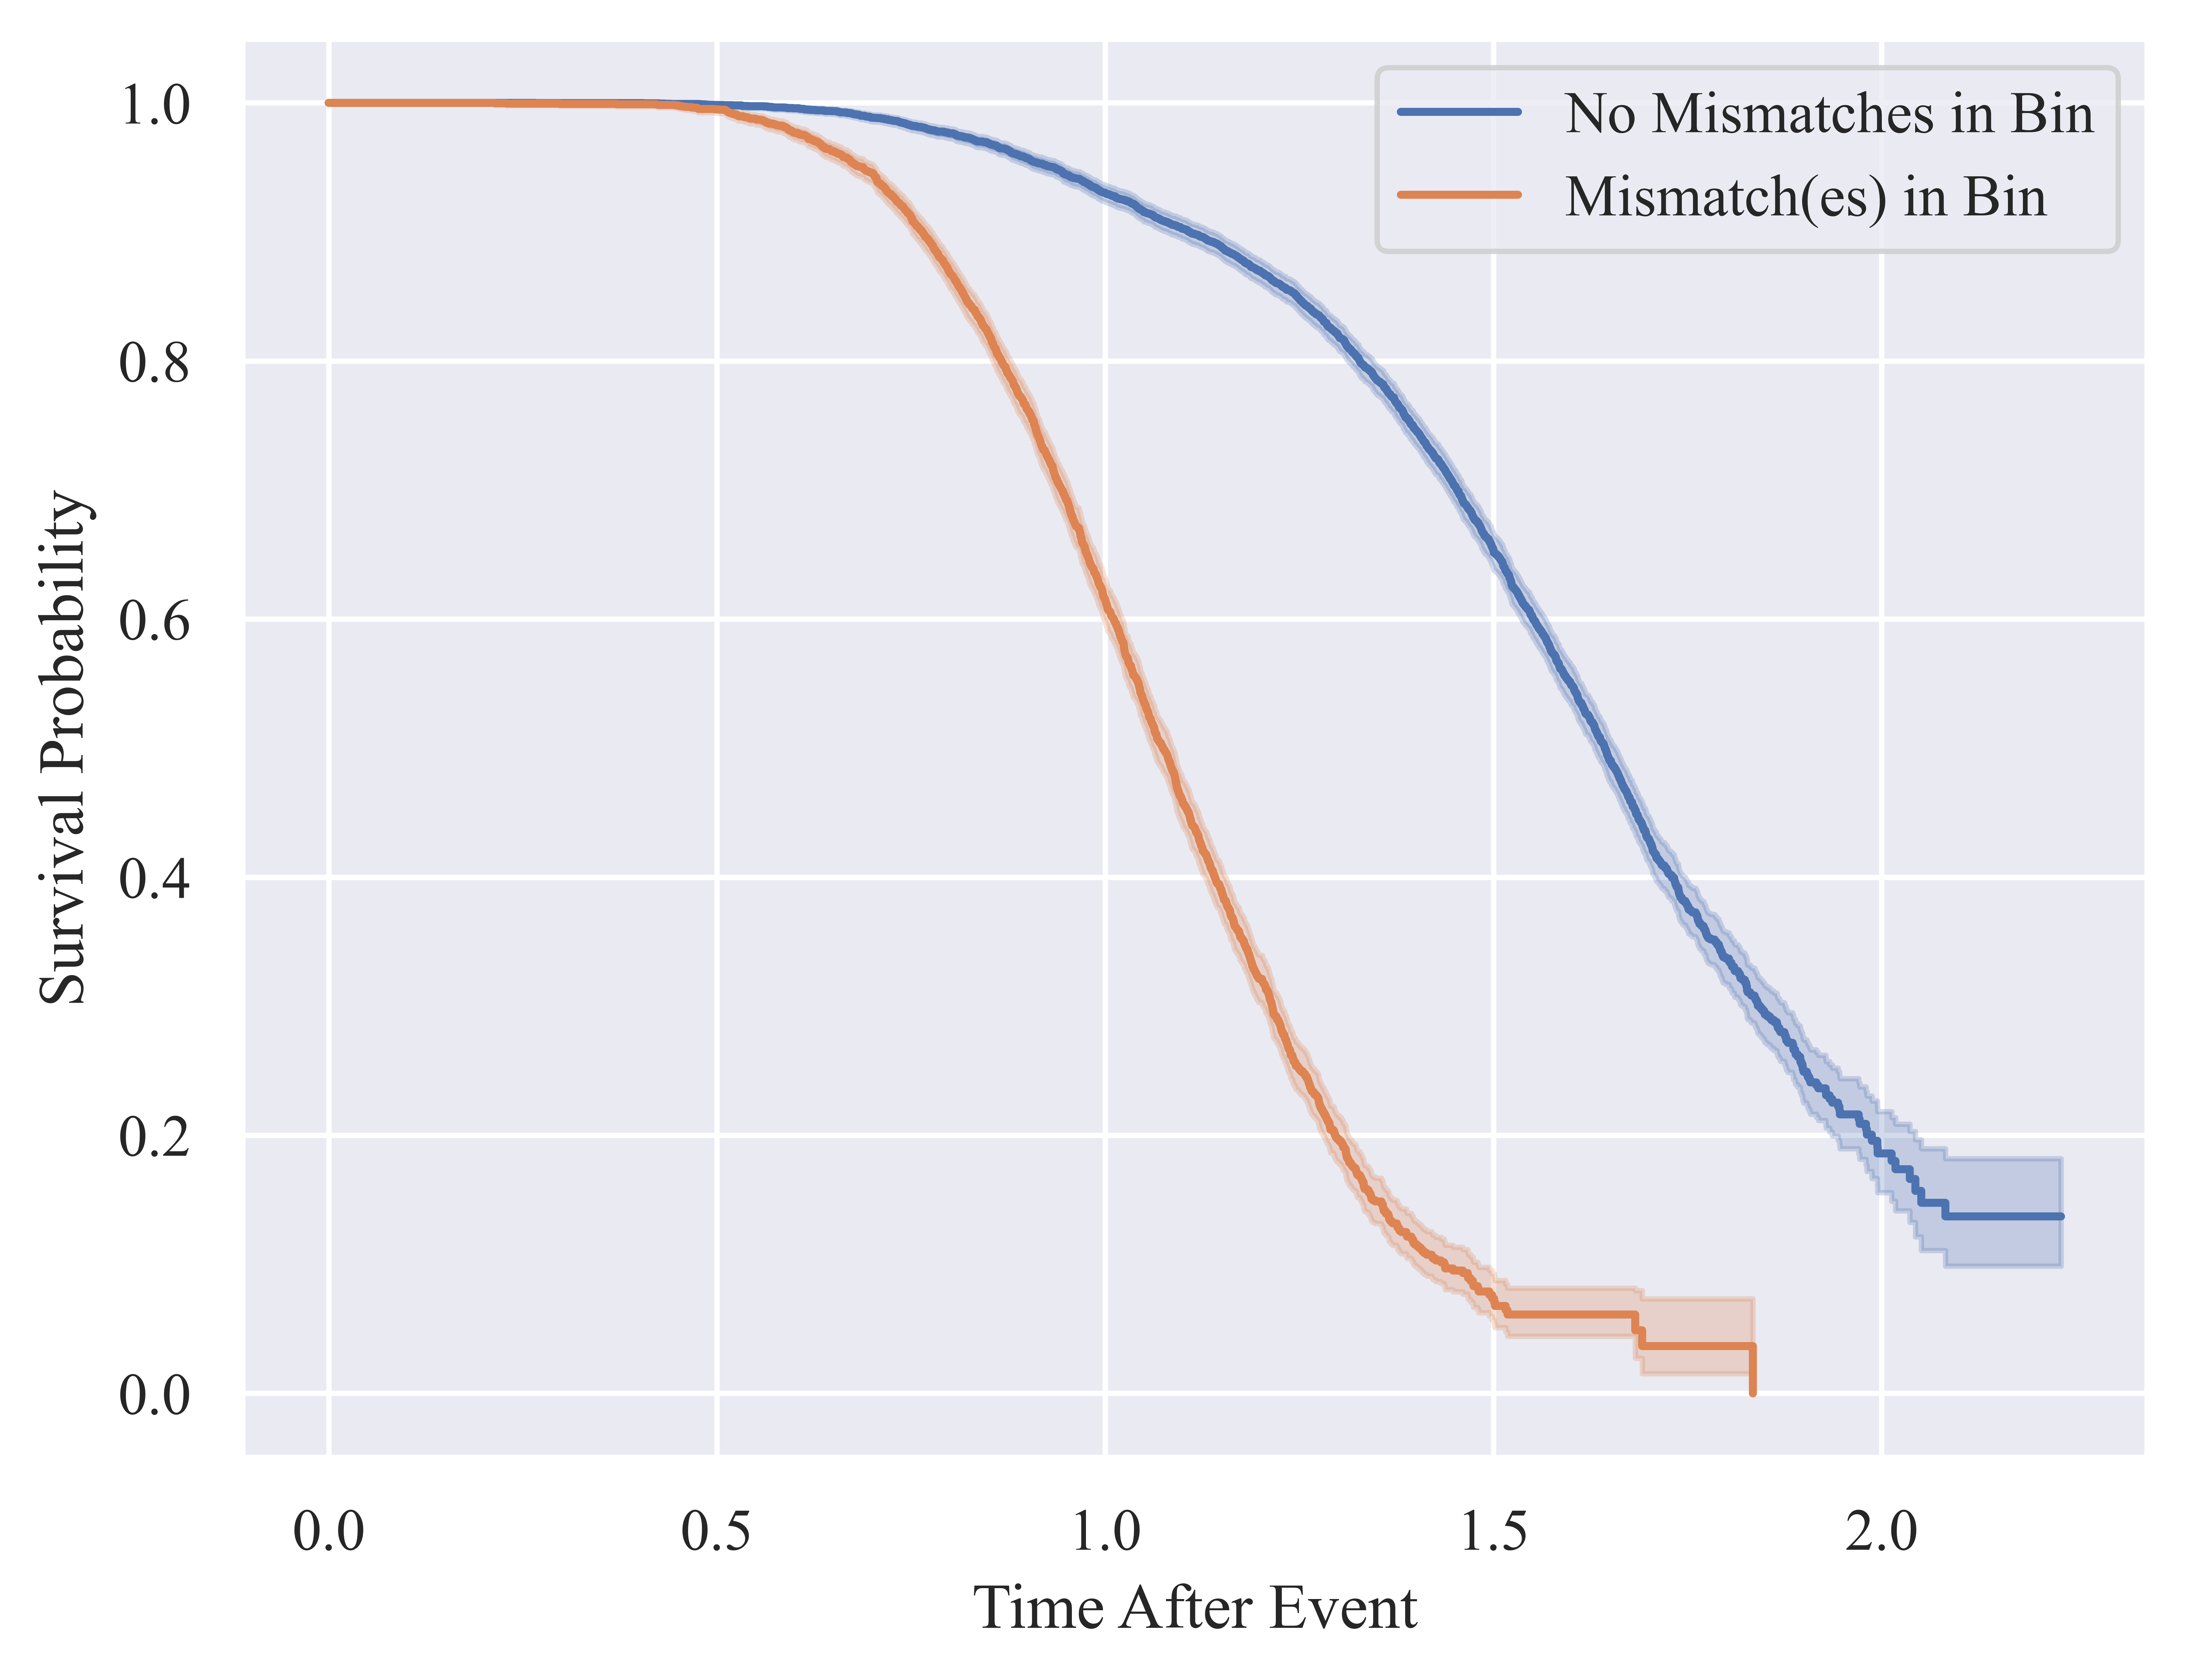 No Mismatches in Bin
Mismatch(es) in Bin
1.0
0.8
0.6
0.4
0.2
0.0
Survival Probability
0.0 0.5 1.0 1.5 2.0
Time After Event